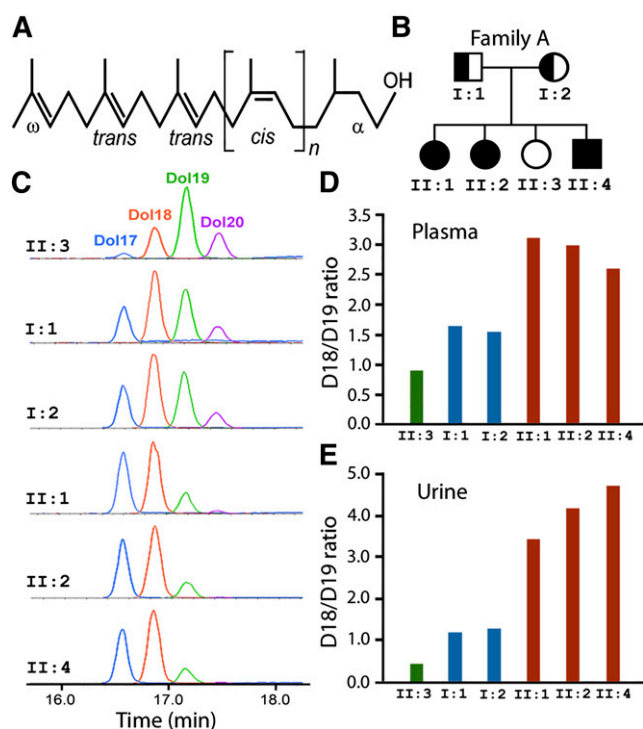 A
OH
ω
trans
trans
cis
n
α
B
Family A
I:1
I:2
II:1
II:2
II:3
II:4
C
Dol17
Dol18
Dol19
Dol20
II:3
I:1
I:2
II:1
II:2
II:4
16.0
17.0
18.0
Time (min)
D
Plasma
D18/D19 ratio
3.5
3.0
2.5
2.0
1.5
1.0
0.5
0.0
II:3
I:1
I:2
II:1
II:2
II:4
E
Urine
D18/D19 ratio
5.0
4.0
3.0
2.0
1.0
0.0
II:3
I:1
I:2
II:1
II:2
II:4